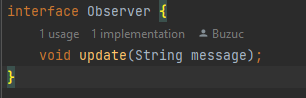 interface Observer {
1 usage 1 implementation Buzuc
void update(String message);
}